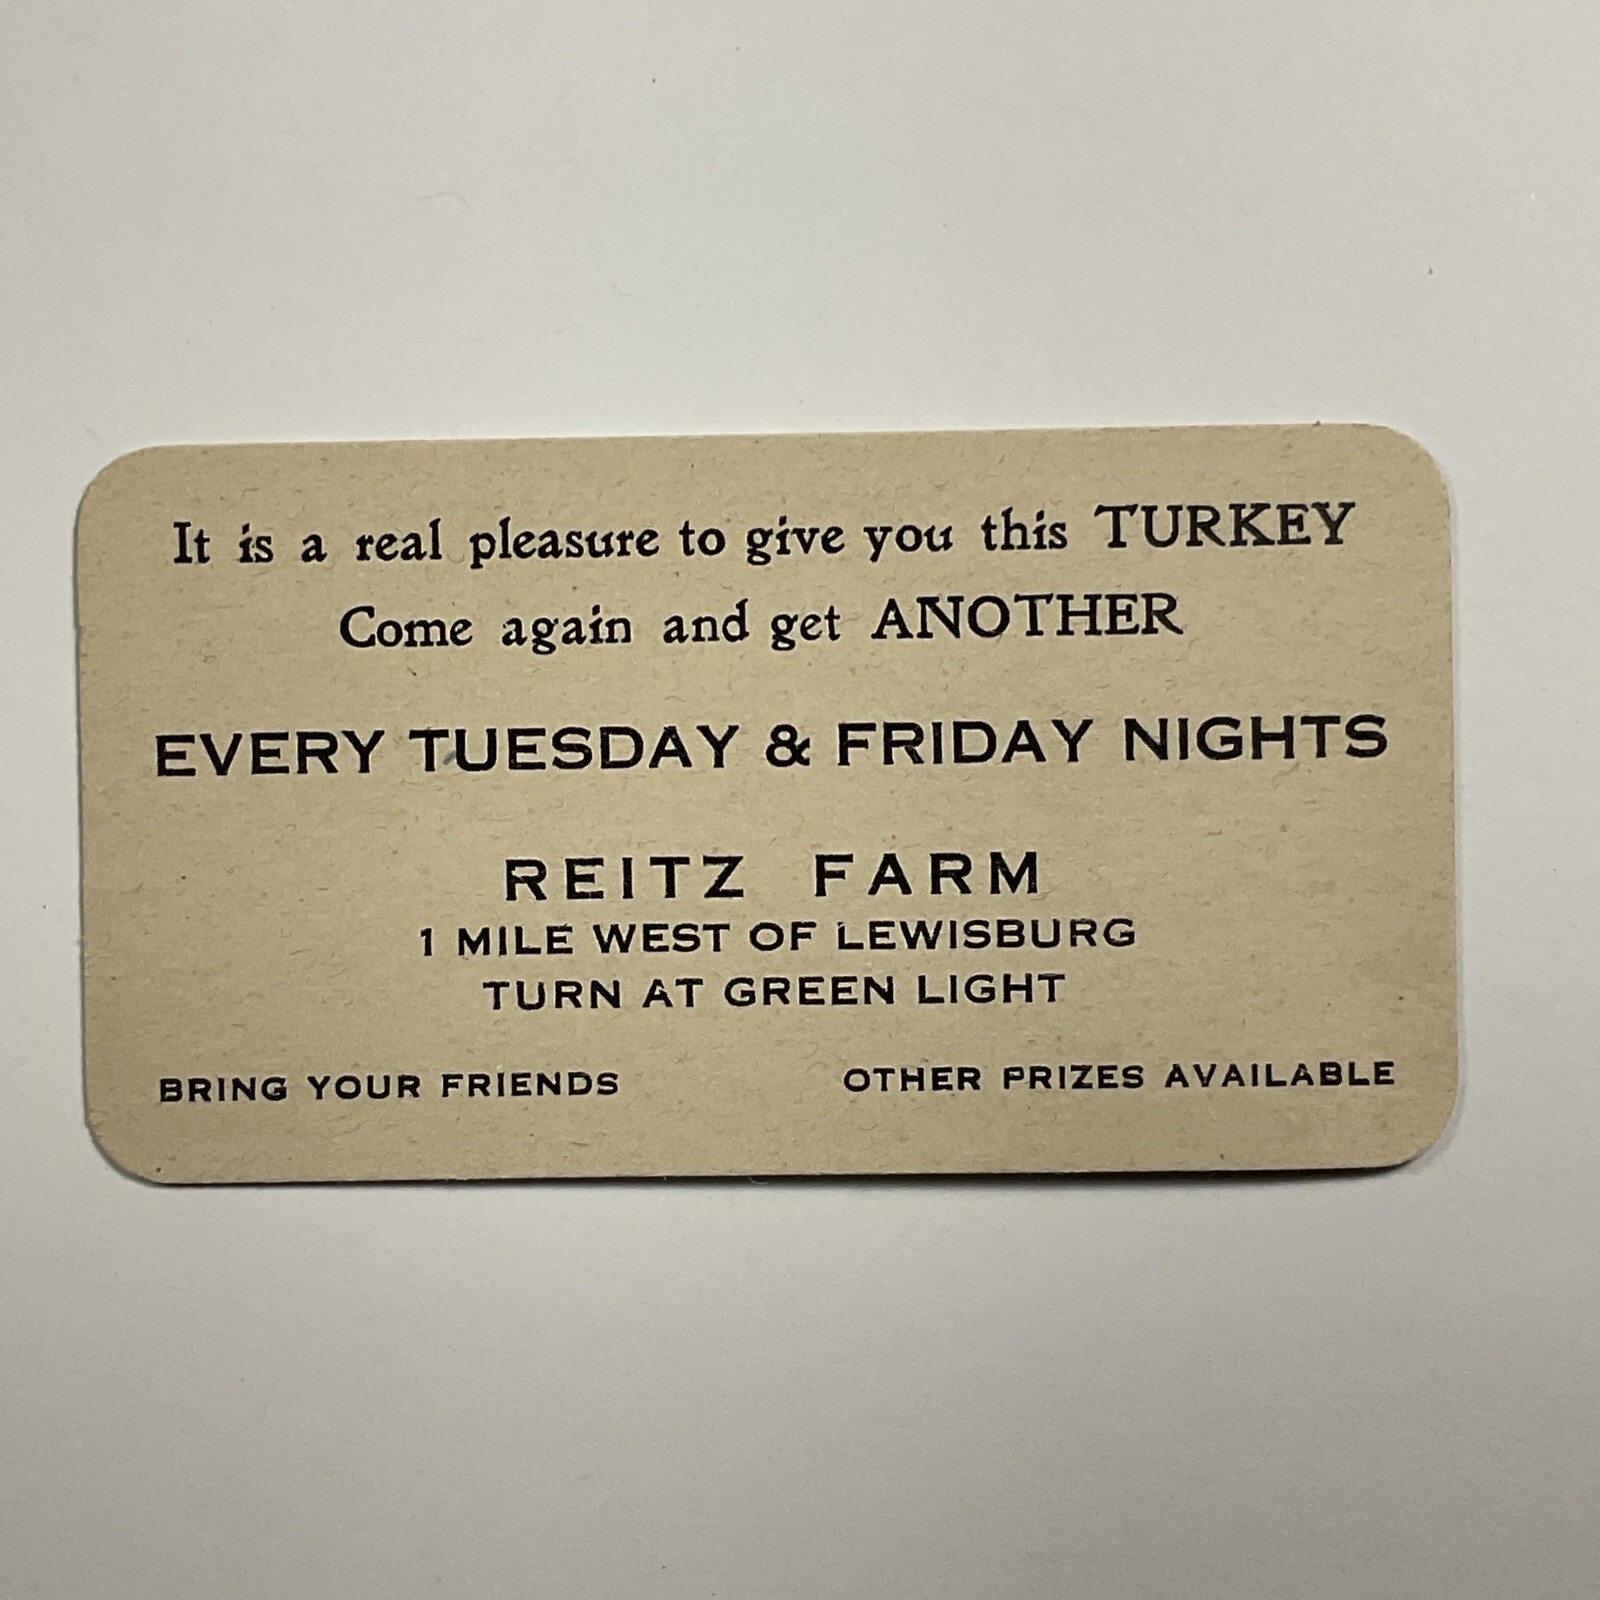 It is a real pleasure to give you this TURKEY
Come again and get ANOTHER
EVERY TUESDAY & FRIDAY NIGHTS
REITZ FARM
1 MILE WEST OF LEWISBURG
TURN AT GREEN LIGHT
BRING YOUR FRIENDS OTHER PRIZES AVAILABLE